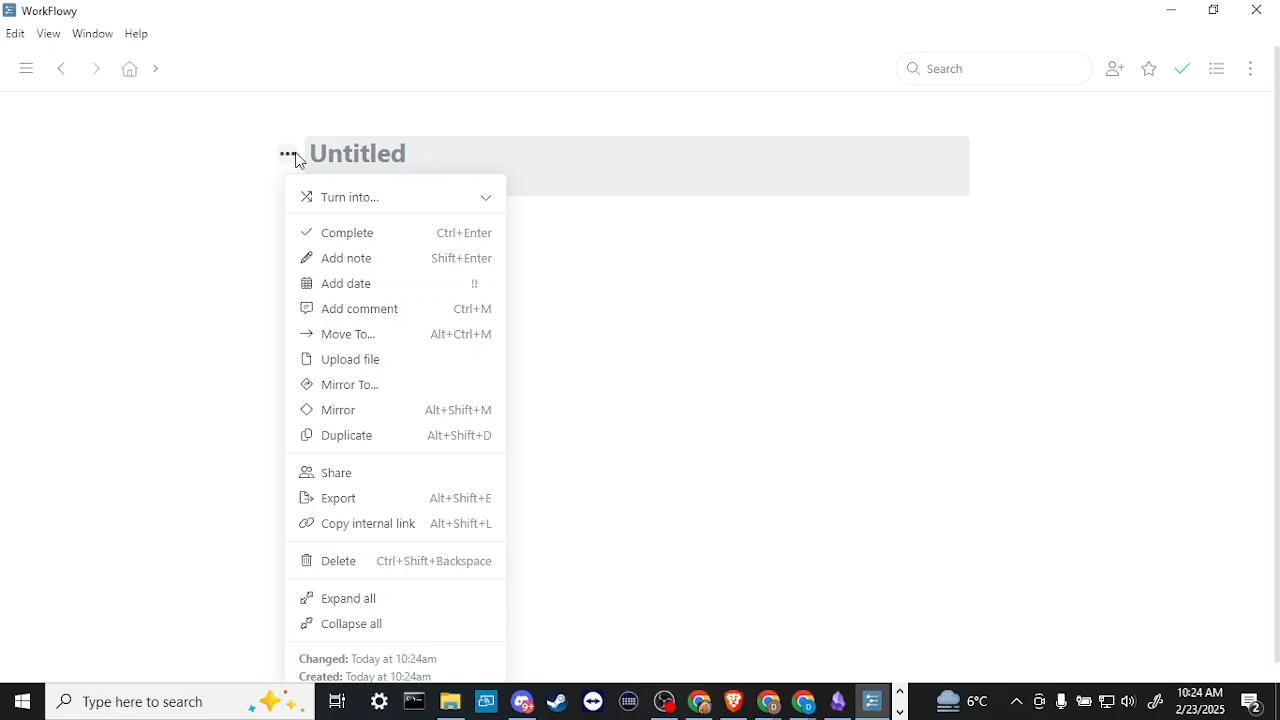 WorkFlowy
Edit View Window Help
Search
Untitled
Turn into...
Complete Ctrl+Enter
Add note Shift+Enter
Add date !!
Add comment Ctrl+M
Move To... Alt+Ctrl+M
Upload file
Mirror To...
Mirror Alt+Shift+M
Duplicate Alt+Shift+D
Share
Export Alt+Shift+E
Copy internal link Alt+Shift+L
Delete Ctrl+Shift+Backspace
Expand all
Collapse all
Changed: Today at 10:24am
Created: Today at 10:24am
Type here to search
6°C
10:24 AM
2/23/2025